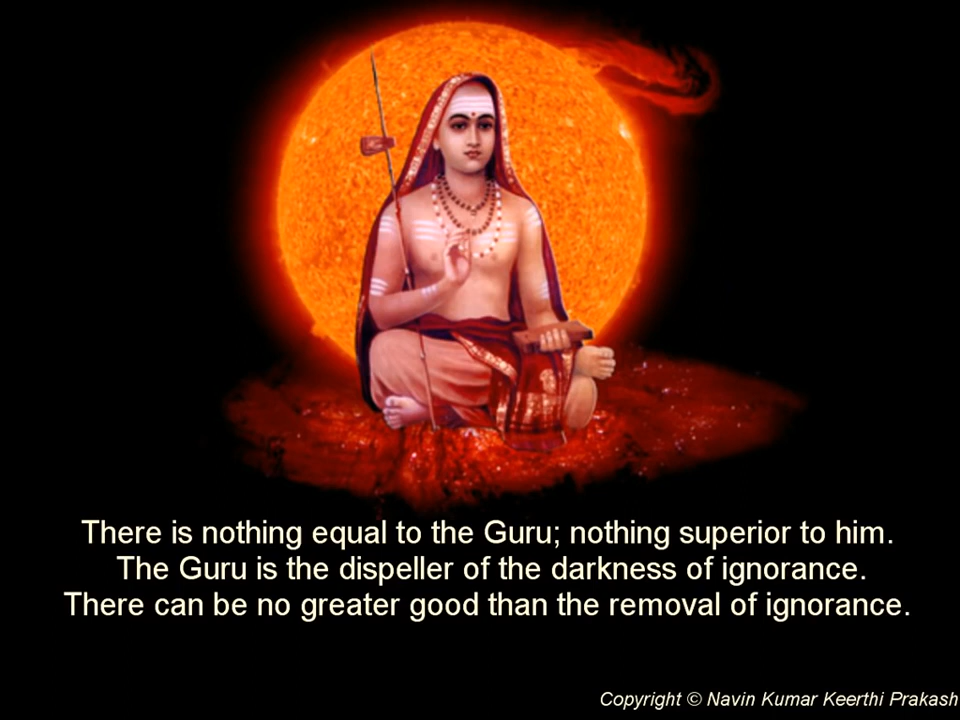 There is nothing equal to the Guru; nothing superior to him.
The Guru is the dispeller of the darkness of ignorance.
There can be no greater good than the removal of ignorance.
Copyright © Navin Kumar Keerthi Prakash